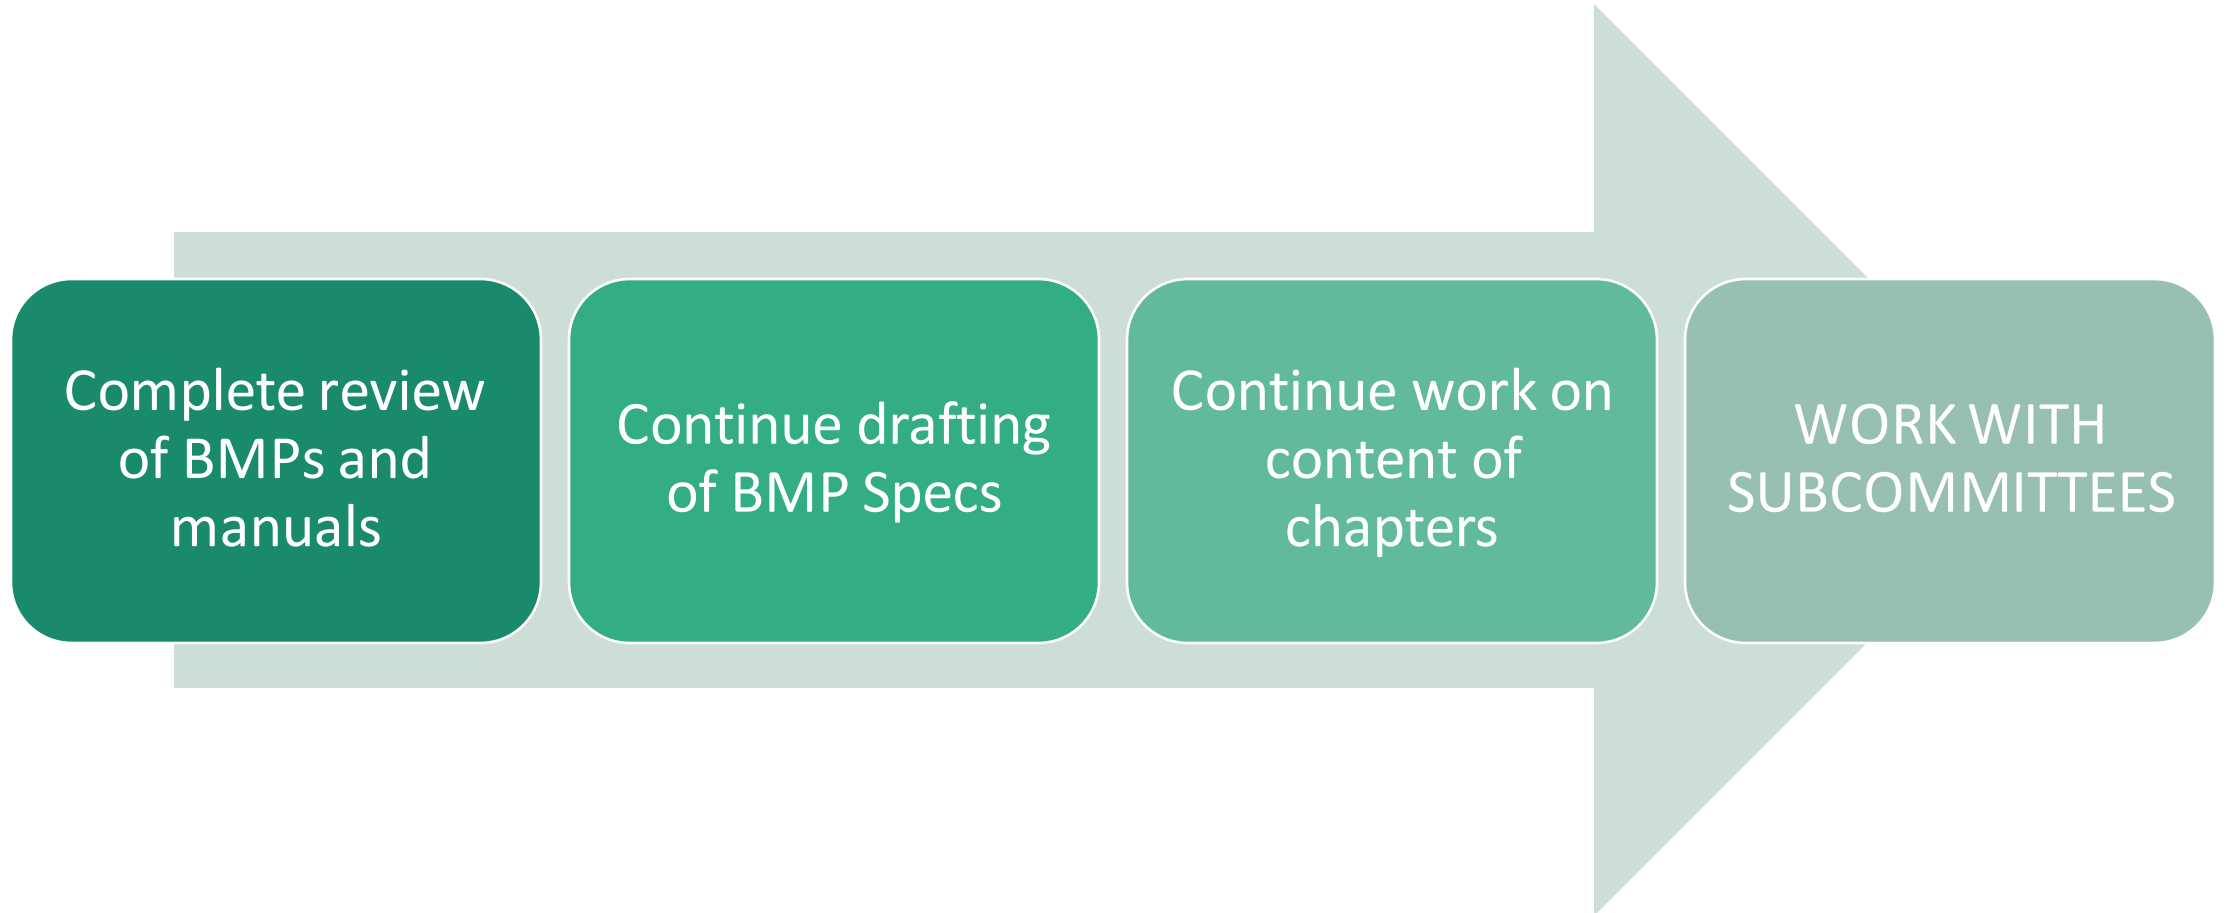 Complete review
of BMPs and
manuals
Continue drafting
of BMP Specs
Continue work on
content of
chapters
WORK WITH
SUBCOMMITTEES